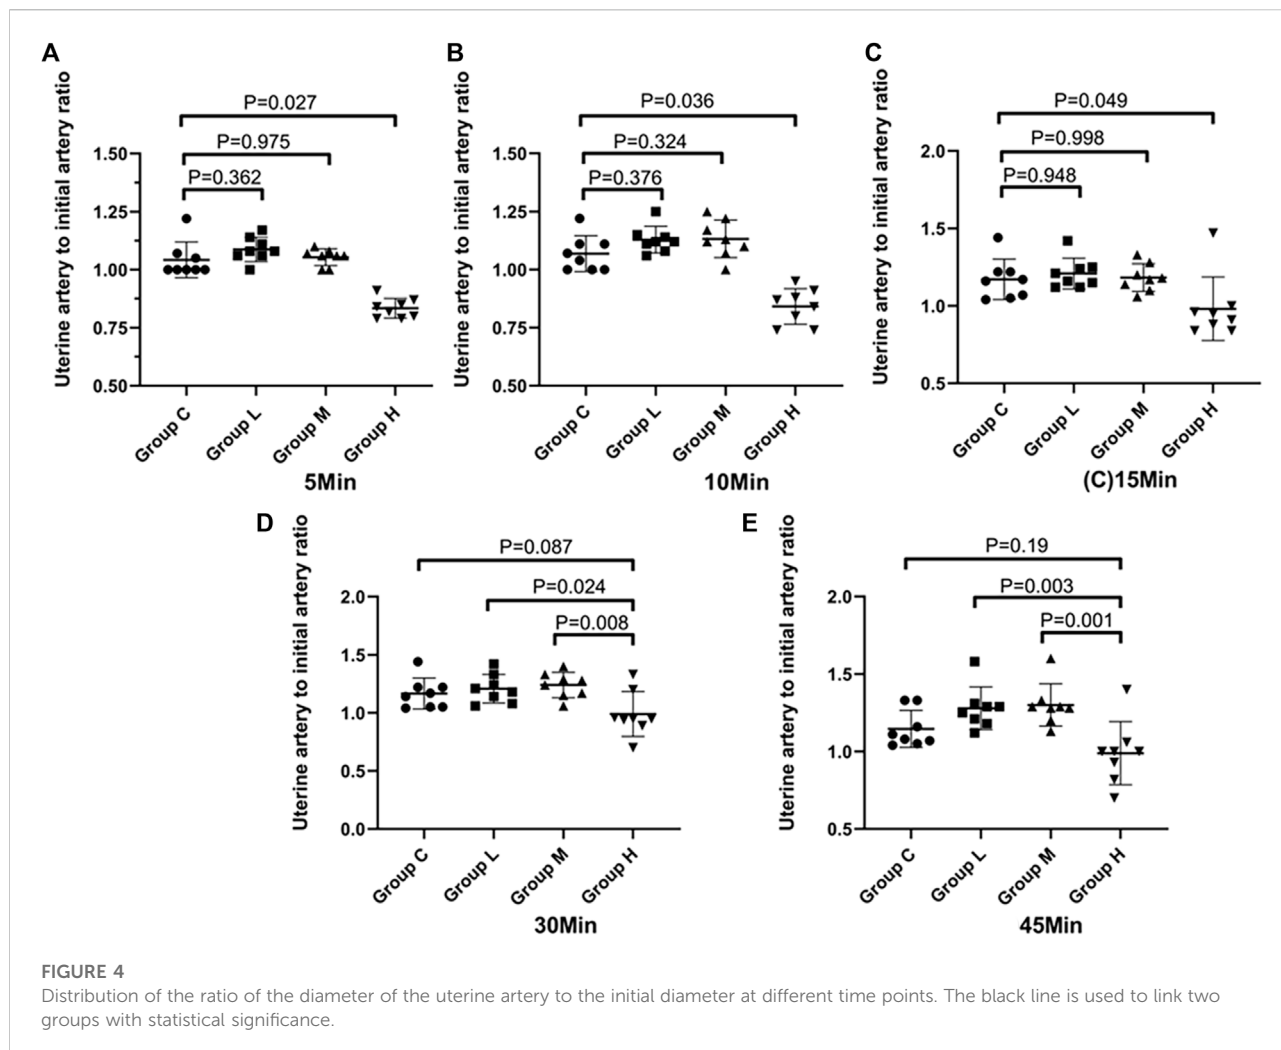 A
Uterine artery to initial artery ratio
P=0.027
P=0.975
P=0.362
1.50
1.25
1.00
0.75
0.50
Group C
Group L
Group M
Group H
5Min
B
Uterine artery to initial artery ratio
P=0.036
P=0.324
P=0.376
1.50
1.25
1.00
0.75
0.50
Group C
Group L
Group M
Group H
10Min
C
Uterine artery to initial artery ratio
P=0.049
P=0.998
P=0.948
2.0
1.5
1.0
0.5
Group C
Group L
Group M
Group H
(C)15Min
D
Uterine artery to initial artery ratio
P=0.087
P=0.024
P=0.008
2.0
1.5
1.0
0.5
0.0
Group C
Group L
Group M
Group H
30Min
E
Uterine artery to initial artery ratio
P=0.19
P=0.003
P=0.001
2.0
1.5
1.0
0.5
Group C
Group L
Group M
Group H
45Min
FIGURE 4
Distribution of the ratio of the diameter of the uterine artery to the initial diameter at different time points. The black line is used to link two
groups with statistical significance.